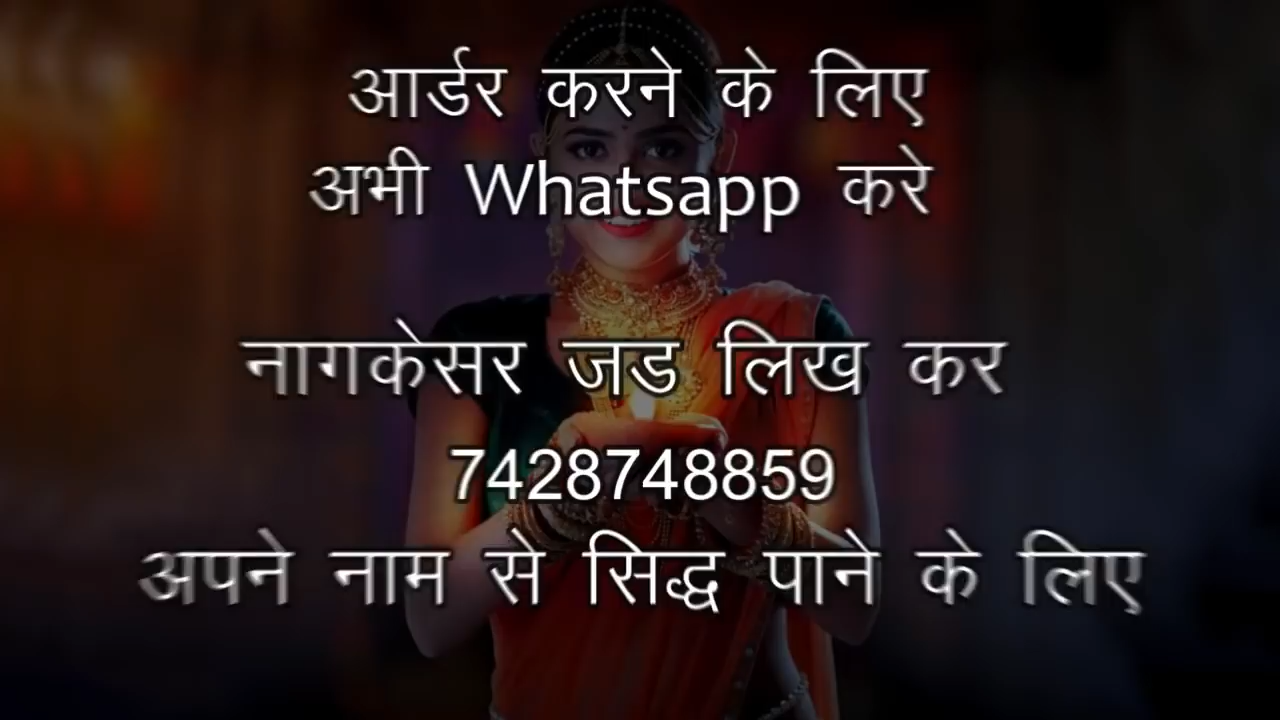 आर्डर करने के लिए
अभी Whatsapp करे
नागकेसर जड लिख कर
7428748859
अपने नाम से सिद्ध पाने के लिए